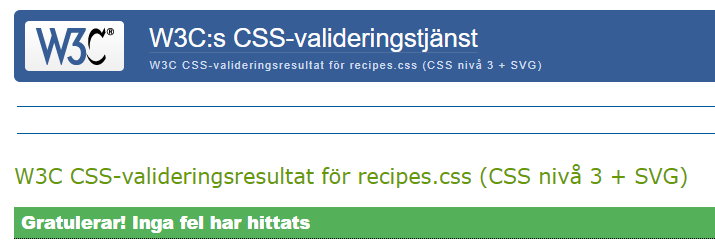 W3C®
W3C:s CSS-valideringstjänst
W3C CSS-valideringsresultat för recipes.css (CSS nivå 3 + SVG)
W3C CSS-valideringsresultat för recipes.css (CSS nivå 3 + SVG)
Gratulerar! Inga fel har hittats